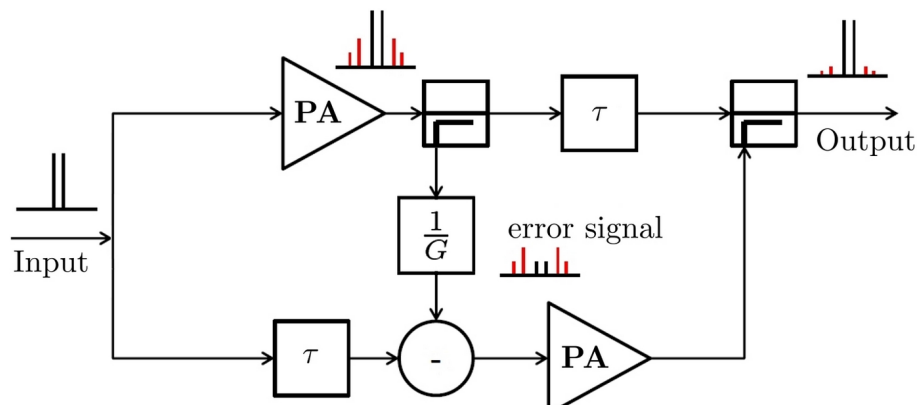 PA
τ
Output
Input
1
G
error signal
τ
-
PA